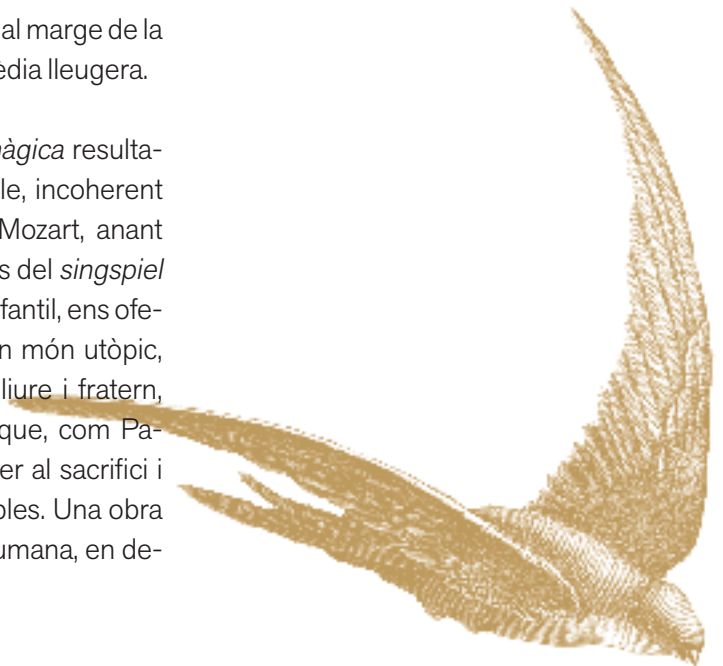 al marge de la
èdia lleugera.
àgica resulta-
le, incoherent
Mozart, anant
s del singspiel
fantil, ens ofe-
n món utòpic,
lliure i fratern,
que, com Pa-
er al sacrifici i
bles. Una obra
umana, en de-